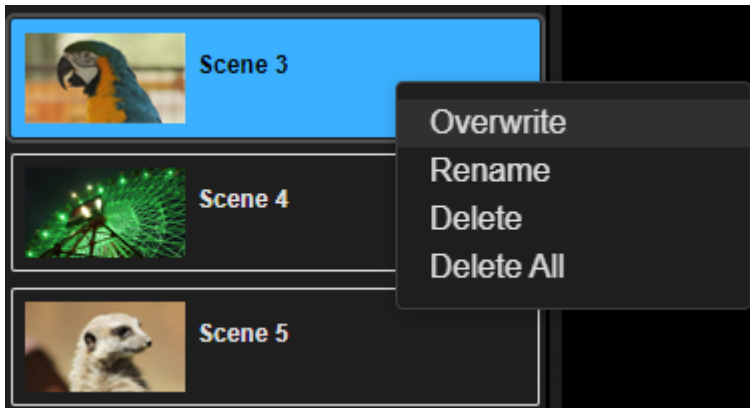 Scene 3
Overwrite
Rename
Delete
Delete All
Scene 4
Scene 5